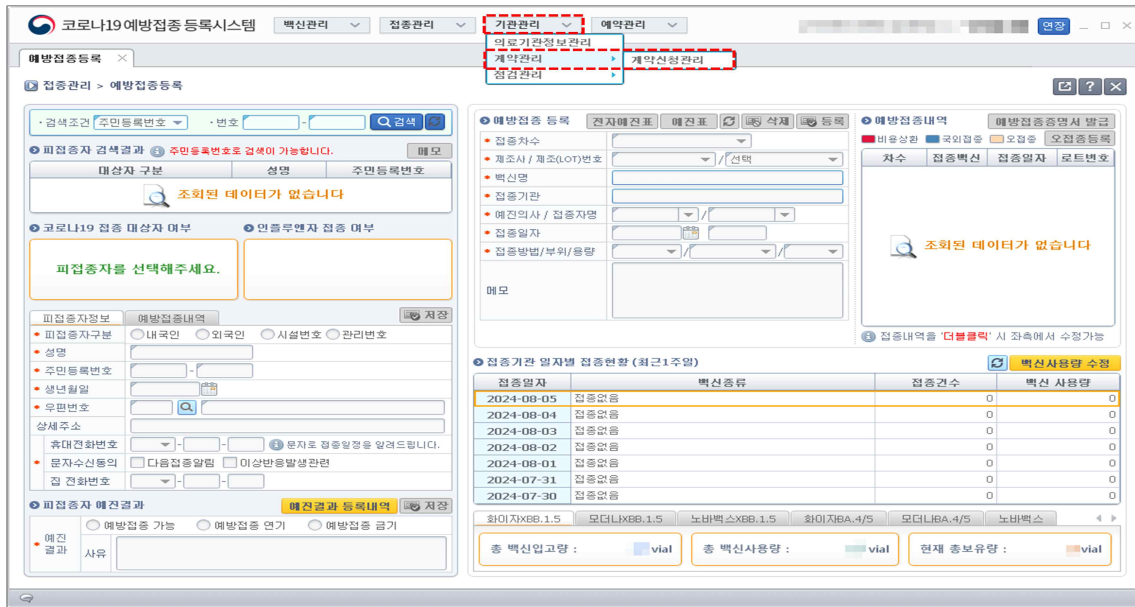 코로나19 예방접종 등록시스템 백신관리 접종관리 기관관리 예약관리 연장
의료기관정보관리
계약관리 계약신청관리
점검관리
예방접종등록
접종관리 > 예방접종등록
·검색조건 주민등록번호 ·번호 - 검색
피접종자 검색결과 주민등록번호로 검색이 가능합니다. 메모
대상자 구분 성명 주민등록번호
조회된 데이터가 없습니다
코로나19 접종 대상자 여부 인플루엔자 접종 여부
피접종자를 선택해주세요.
피접종자정보 예방접종내역 저장
피접종자구분 내국인 외국인 시설번호 관리번호
성명
주민등록번호 -
생년월일
우편번호
상세주소
휴대전화번호 - - 문자로 접종일정을 알려드립니다.
문자수신동의 다음접종알림 이상반응발생관련
집 전화번호 - -
피접종자 예진결과 예진결과 등록내역 저장
예진결과 예방접종 가능 예방접종 연기 예방접종 금기
사유
예방접종 등록 전자예진표 예진표 삭제 등록
접종차수
제조사 / 제조(LOT)번호 / 선택
백신명
접종기관
예진의사 / 접종자명 /
접종일자
접종방법/부위/용량 / /
메모
예방접종내역 예방접종증명서 발급
비용상환 국외접종 오접종 오접종등록
차수 접종백신 접종일자 로트번호
조회된 데이터가 없습니다
접종내역을 '더블클릭' 시 좌측에서 수정가능
접종기관 일자별 접종현황 (최근1주일) 백신사용량 수정
접종일자 백신종류 접종건수 백신 사용량
2024-08-05 접종없음 0 0
2024-08-04 접종없음 0 0
2024-08-03 접종없음 0 0
2024-08-02 접종없음 0 0
2024-08-01 접종없음 0 0
2024-07-31 접종없음 0 0
2024-07-30 접종없음 0 0
화이자XBB.1.5 모더나XBB.1.5 노바백스XBB.1.5 화이자BA.4/5 모더나BA.4/5 노바백스
총 백신입고량 : vial 총 백신사용량 : vial 현재 총보유량 : vial